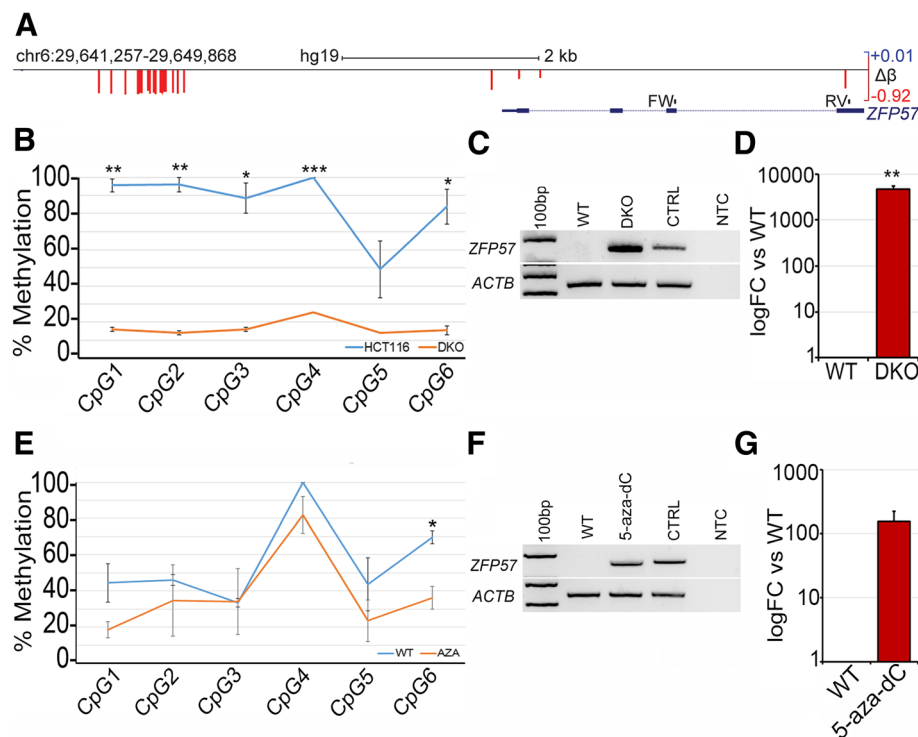 A
chr6:29,641,257-29,649,868
hg19
2 kb
+0.01
Δβ
-0.92
FW
RV
ZFP57
B
% Methylation
100
80
60
40
20
0
**
**
*
***
*
HCT116
DKO
CpG1
CpG2
CpG3
CpG4
CpG5
CpG6
C
100bp
WT
DKO
CTRL
NTC
ZFP57
ACTB
D
logFC vs WT
10000
1000
100
10
1
**
WT
DKO
E
% Methylation
100
80
60
40
20
0
*
WT
AZA
CpG1
CpG2
CpG3
CpG4
CpG5
CpG6
F
100bp
WT
5-aza-dC
CTRL
NTC
ZFP57
ACTB
G
logFC vs WT
1000
100
10
1
WT
5-aza-dC